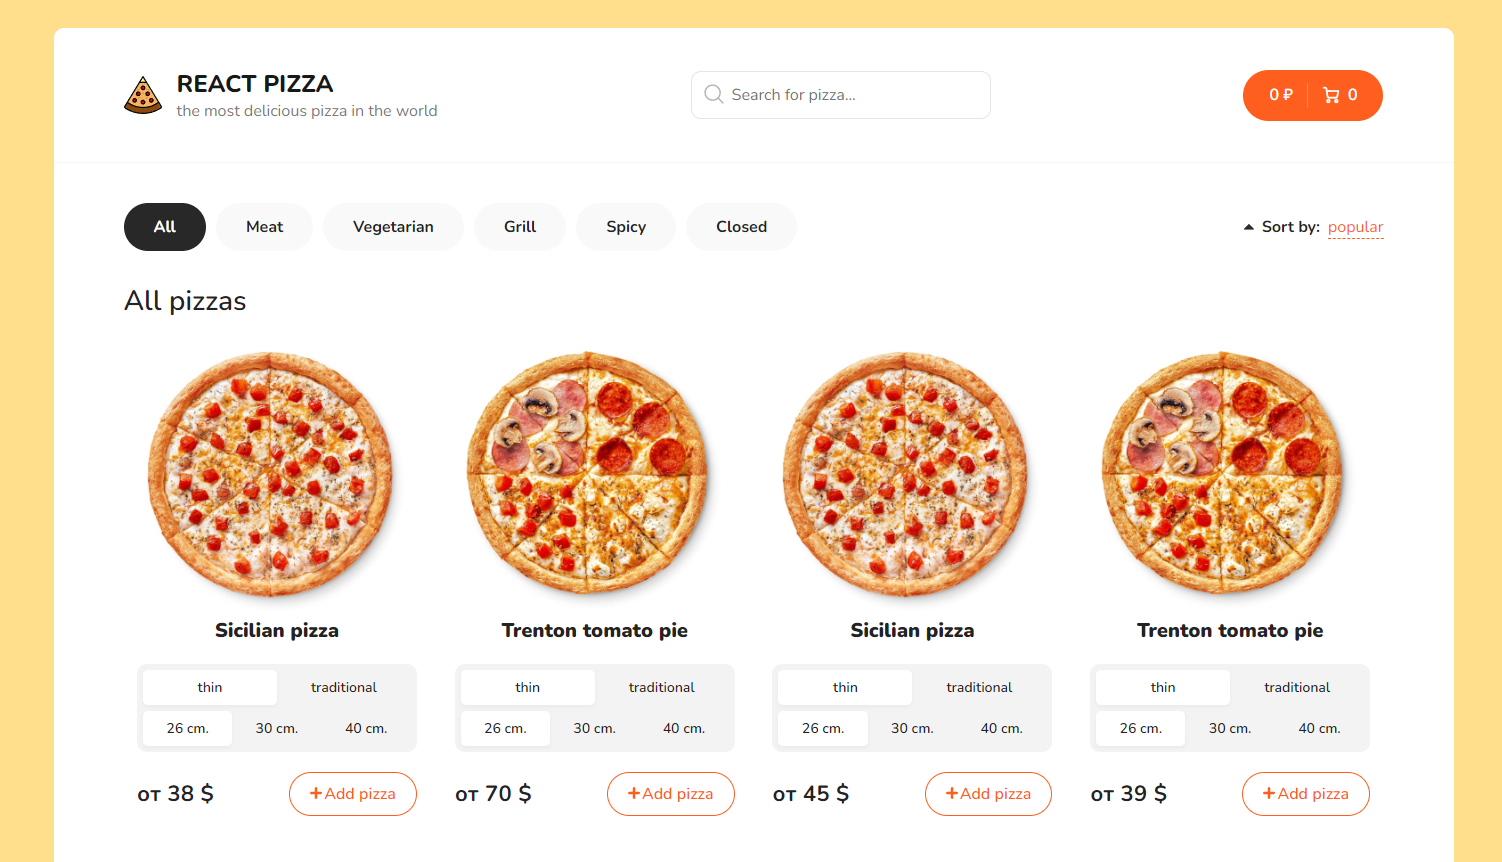 REACT PIZZA
the most delicious pizza in the world
Search for pizza...
0 ₽ 0
All Meat Vegetarian Grill Spicy Closed
Sort by: popular
All pizzas
Sicilian pizza Trenton tomato pie Sicilian pizza Trenton tomato pie
thin traditional thin traditional thin traditional thin traditional
26 cm. 30 cm. 40 cm. 26 cm. 30 cm. 40 cm. 26 cm. 30 cm. 40 cm. 26 cm. 30 cm. 40 cm.
от 38 $ +Add pizza от 70 $ +Add pizza от 45 $ +Add pizza от 39 $ +Add pizza